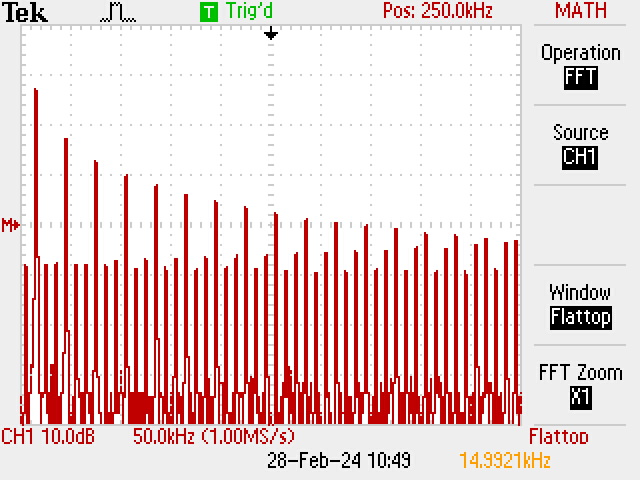 Tek T Trig'd Pos: 250.0kHz MATH
Operation
FFT
Source
CH1
M
Window
Flattop
FFT Zoom
X1
CH1 10.0dB 50.0kHz (1.00MS/s) Flattop
28-Feb-24 10:49 14.9921kHz